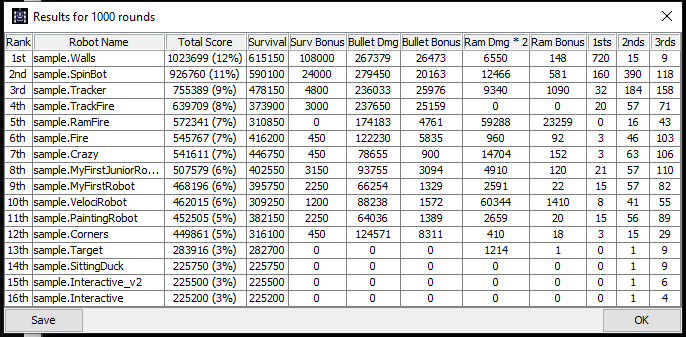 Results for 1000 rounds
Rank Robot Name Total Score Survival Surv Bonus Bullet Dmg Bullet Bonus Ram Dmg * 2 Ram Bonus 1sts 2nds 3rds
1st sample.Walls 1023699 (12%) 615150 108000 267379 26473 6550 148 720 15 9
2nd sample.SpinBot 926760 (11%) 590100 24000 279450 20163 12466 581 160 390 118
3rd sample.Tracker 755389 (9%) 478150 4800 236033 25976 9340 1090 32 184 158
4th sample.TrackFire 639709 (8%) 373900 3000 237650 25159 0 0 20 57 71
5th sample.RamFire 572341 (7%) 310850 0 174183 4761 59288 23259 0 16 43
6th sample.Fire 545767 (7%) 416200 450 122230 5835 960 92 3 46 103
7th sample.Crazy 541611 (7%) 446750 450 78655 900 14704 152 3 63 106
8th sample.MyFirstJuniorRo... 507579 (6%) 402550 3150 93755 3094 4910 120 21 57 110
9th sample.MyFirstRobot 468196 (6%) 395750 2250 66254 1329 2591 22 15 57 82
10th sample.VelociRobot 462015 (6%) 309250 1200 88238 1572 60344 1410 8 41 55
11th sample.PaintingRobot 452505 (5%) 382150 2250 64036 1389 2659 20 15 56 89
12th sample.Corners 449861 (5%) 316100 450 124571 8311 410 18 3 15 29
13th sample.Target 283916 (3%) 282700 0 0 0 1214 1 0 1 9
14th sample.SittingDuck 225750 (3%) 225750 0 0 0 0 0 0 1 9
15th sample.Interactive_v2 225500 (3%) 225500 0 0 0 0 0 0 1 6
16th sample.Interactive 225200 (3%) 225200 0 0 0 0 0 0 1 4
Save OK